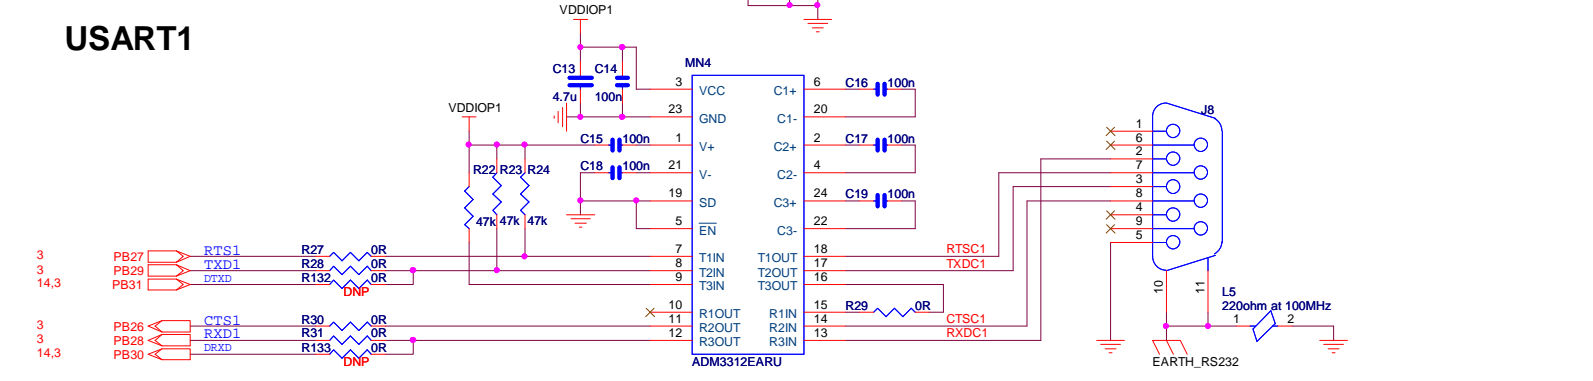 USART1
VDDIOP1
VDDIOP1
C13 4.7u
C14 100n
C15 100n
C18 100n
R22 R23 R24
47k 47k 47k
MN4
3 VCC
23 GND
1 V+
21 V-
19 SD
5 EN
7 T1IN
8 T2IN
9 T3IN
10 R1OUT
11 R2OUT
12 R3OUT
C1+ 6
C1- 20
C2+ 2
C2- 4
C3+ 24
C3- 22
T1OUT 18
T2OUT 17
T3OUT 16
R1IN 15
R2IN 14
R3IN 13
ADM3312EARU
C16 100n
C17 100n
C19 100n
3 PB27 RTS1 R27 0R
3 PB29 TXD1 R28 0R
14,3 PB31 DTXD R132 0R
DNP
3 PB26 CTS1 R30 0R
3 PB28 RXD1 R31 0R
14,3 PB30 DRXD R133 0R
DNP
RTSC1
TXDC1
R29 0R
CTSC1
RXDC1
J8
1
6
2
7
3
8
4
9
5
10 11
L5
220ohm at 100MHz
1 2
EARTH_RS232